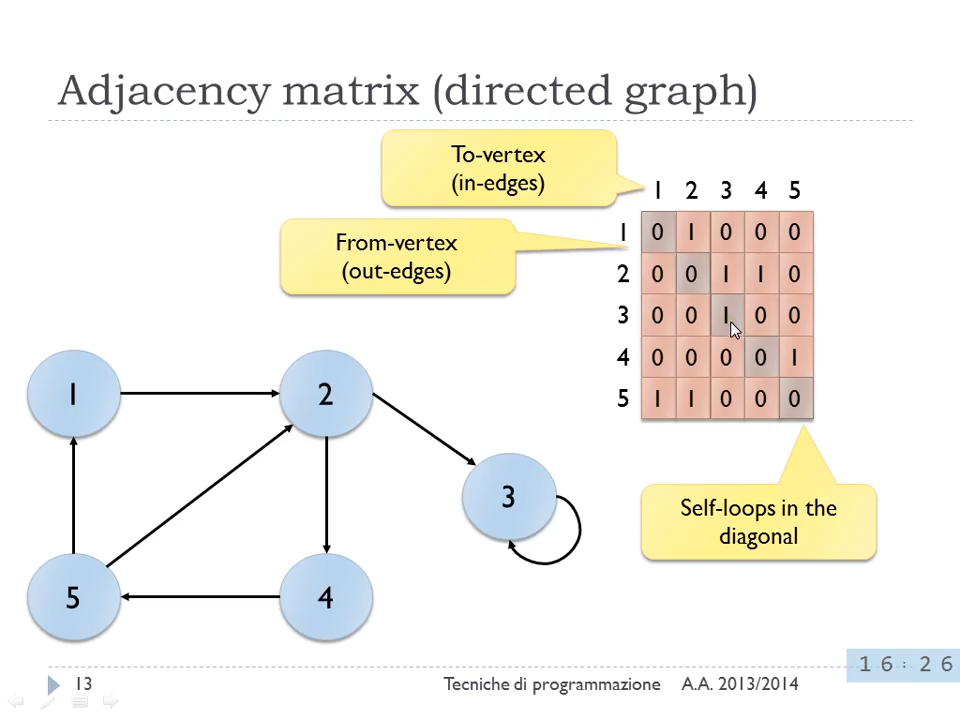 Adjacency matrix (directed graph)
To-vertex
(in-edges)
From-vertex
(out-edges)
1 2 3 4 5
1 0 1 0 0 0
2 0 0 1 1 0
3 0 0 1 0 0
4 0 0 0 0 1
5 1 1 0 0 0
1
2
3
5
4
Self-loops in the
diagonal
13
Tecniche di programmazione A.A. 2013/2014
16:26